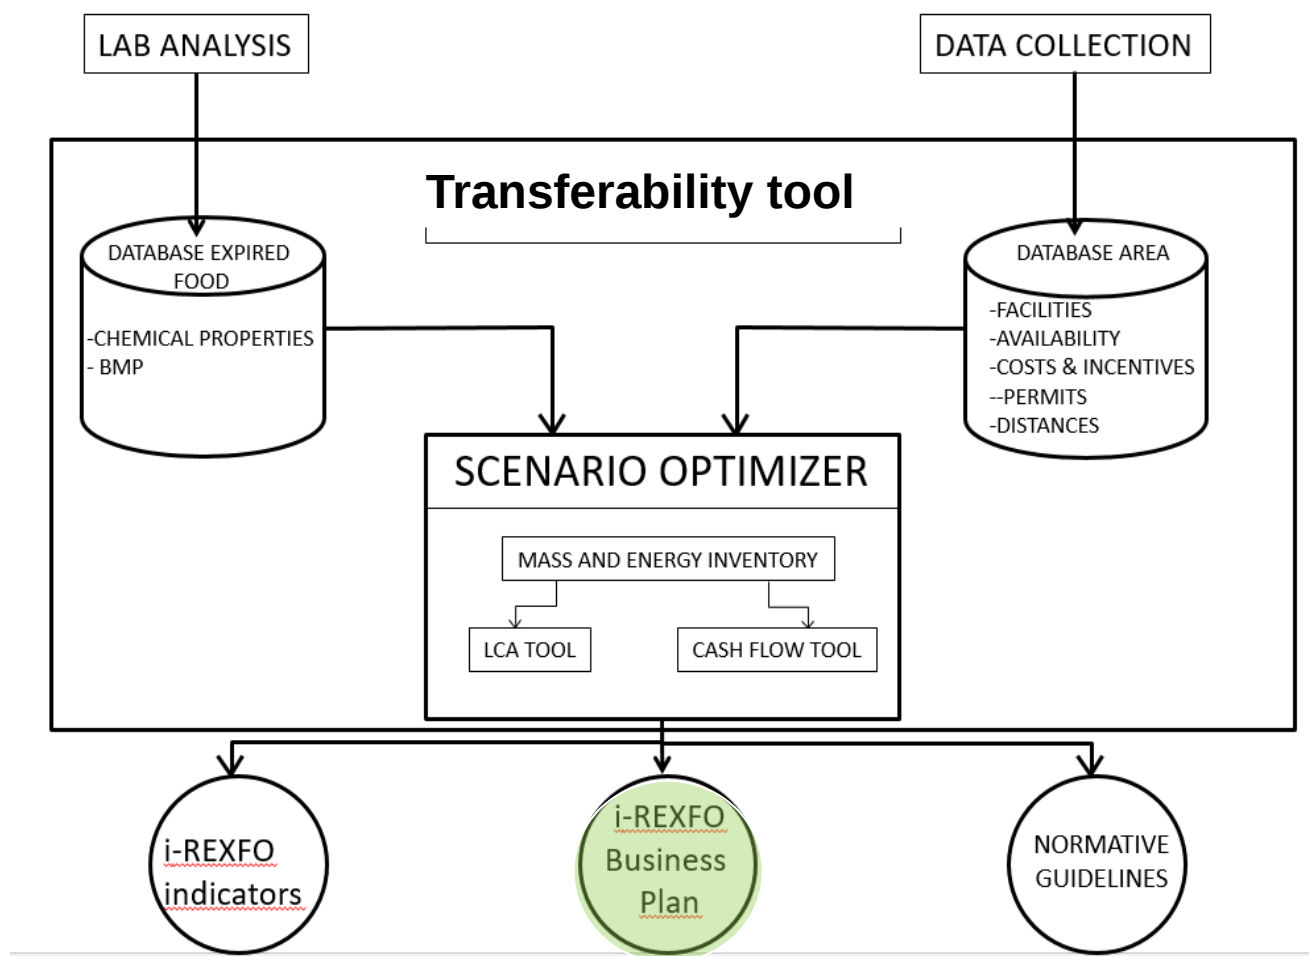 LAB ANALYSIS
DATA COLLECTION
Transferability tool
DATABASE EXPIRED
FOOD
-CHEMICAL PROPERTIES
- BMP
DATABASE AREA
-FACILITIES
-AVAILABILITY
-COSTS & INCENTIVES
--PERMITS
-DISTANCES
SCENARIO OPTIMIZER
MASS AND ENERGY INVENTORY
LCA TOOL
CASH FLOW TOOL
i-REXFO
indicators
i-REXFO
Business
Plan
NORMATIVE
GUIDELINES